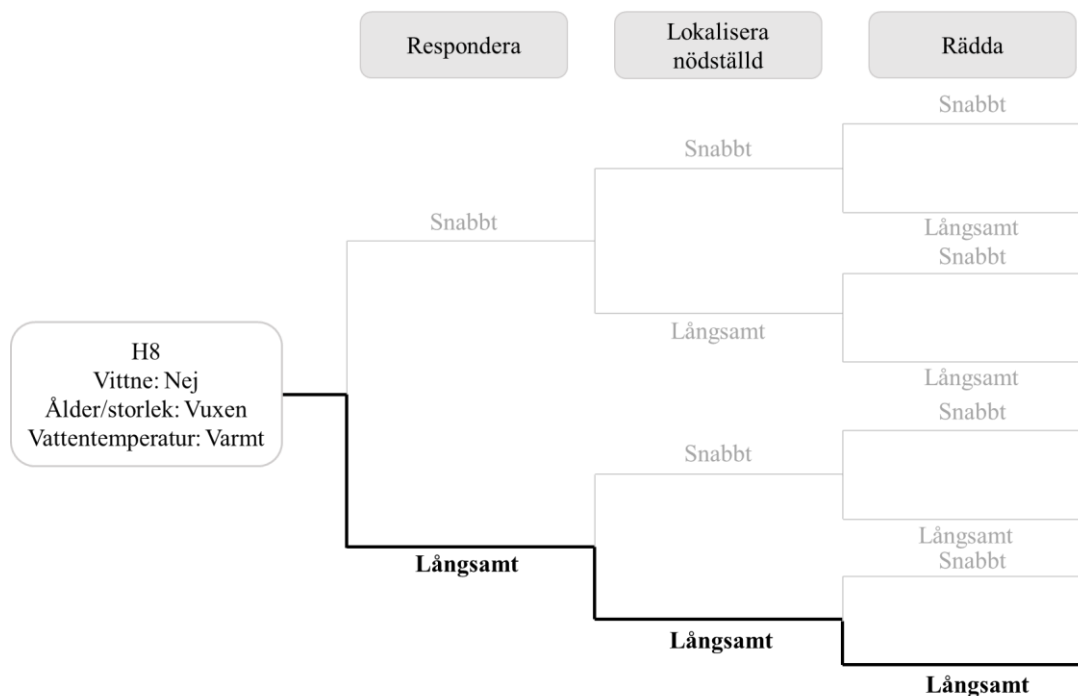 Respondera
Lokalisera
nödställd
Rädda
Snabbt
Snabbt
Snabbt
Långsamt
Snabbt
Långsamt
Långsamt
H8
Vittne: Nej
Ålder/storlek: Vuxen
Vattentemperatur: Varmt
Snabbt
Snabbt
Långsamt
Snabbt
Långsamt
Långsamt
Långsamt